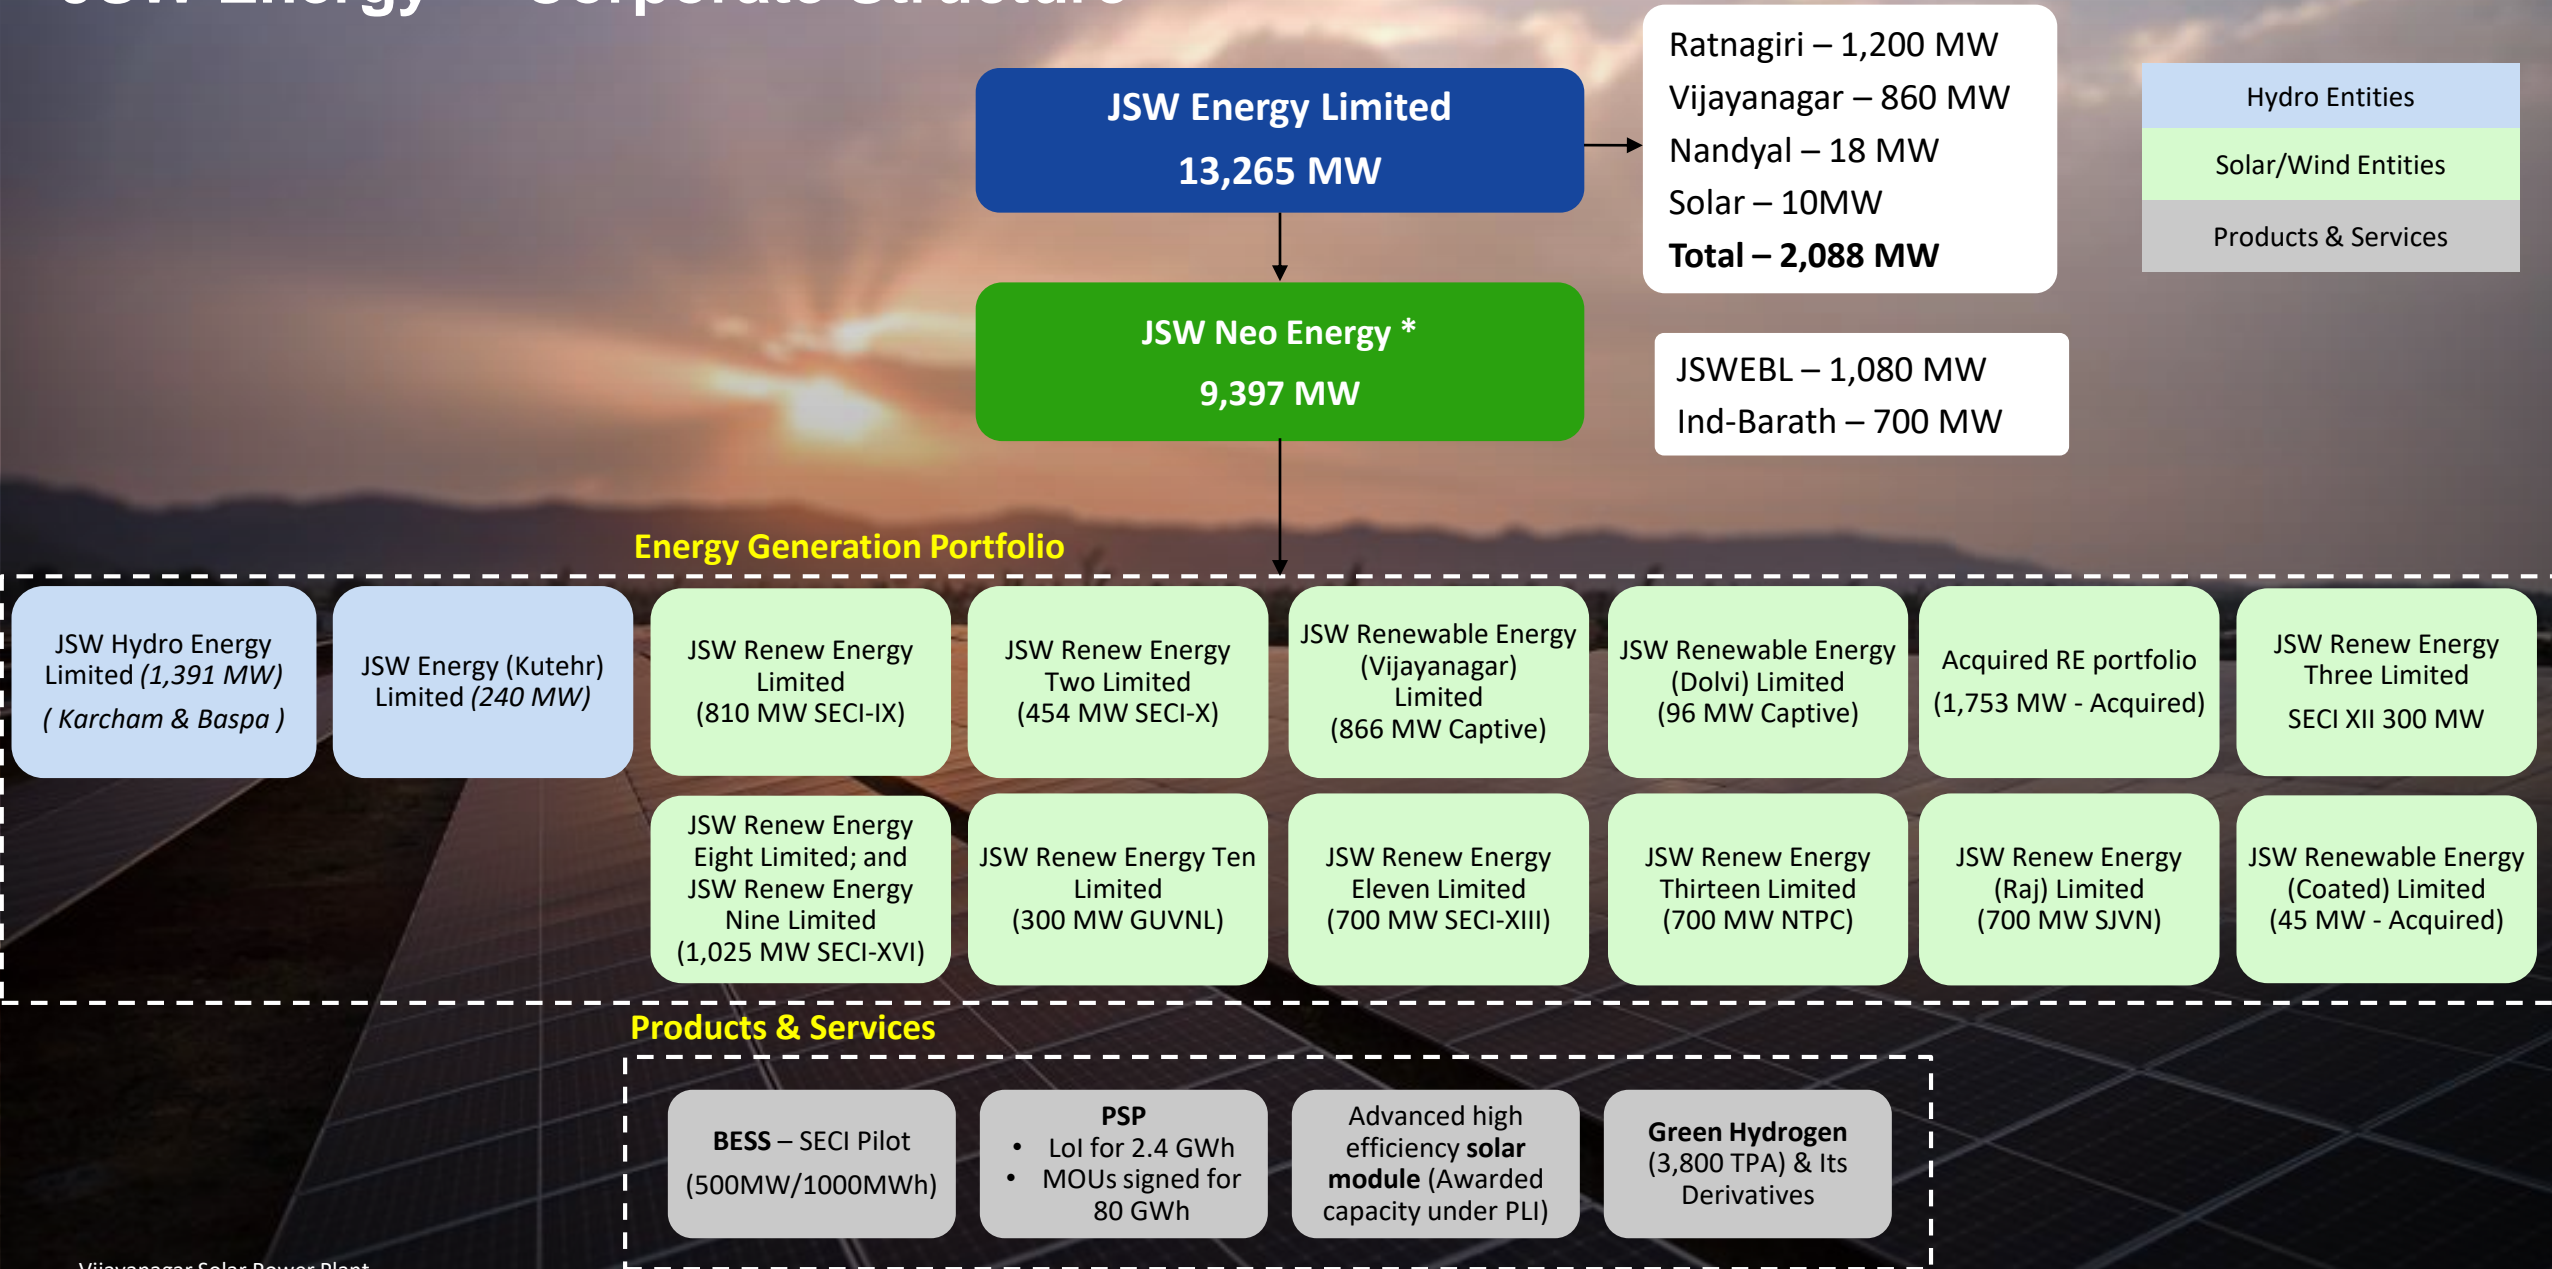 JSW Energy – Corporate Structure
JSW Energy Limited
13,265 MW
Ratnagiri – 1,200 MW
Vijayanagar – 860 MW
Nandyal – 18 MW
Solar – 10MW
Total – 2,088 MW
Hydro Entities
Solar/Wind Entities
Products & Services
JSW Neo Energy *
9,397 MW
JSWEBL – 1,080 MW
Ind-Barath – 700 MW
Energy Generation Portfolio
JSW Hydro Energy
Limited (1,391 MW)
( Karcham & Baspa )
JSW Energy (Kutehr)
Limited (240 MW)
JSW Renew Energy
Limited
(810 MW SECI-IX)
JSW Renew Energy
Two Limited
(454 MW SECI-X)
JSW Renewable Energy
(Vijayanagar)
Limited
(866 MW Captive)
JSW Renewable Energy
(Dolvi) Limited
(96 MW Captive)
Acquired RE portfolio
(1,753 MW - Acquired)
JSW Renew Energy
Three Limited
SECI XII 300 MW
JSW Renew Energy
Eight Limited; and
JSW Renew Energy
Nine Limited
(1,025 MW SECI-XVI)
JSW Renew Energy Ten
Limited
(300 MW GUVNL)
JSW Renew Energy
Eleven Limited
(700 MW SECI-XIII)
JSW Renew Energy
Thirteen Limited
(700 MW NTPC)
JSW Renew Energy
(Raj) Limited
(700 MW SJVN)
JSW Renewable Energy
(Coated) Limited
(45 MW - Acquired)
Products & Services
BESS – SECI Pilot
(500MW/1000MWh)
PSP
• LoI for 2.4 GWh
• MOUs signed for
80 GWh
Advanced high
efficiency solar
module (Awarded
capacity under PLI)
Green Hydrogen
(3,800 TPA) & Its
Derivatives
Vijayanagar Solar Power Plant